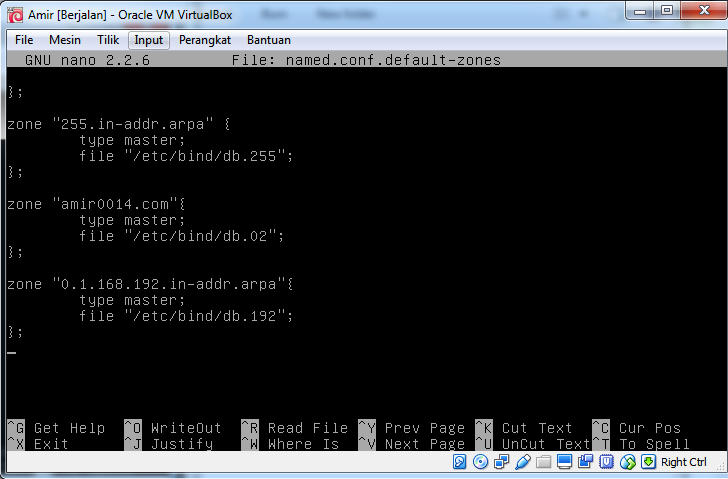 Amir [Berjalan] - Oracle VM VirtualBox
File Mesin Tilik Input Perangkat Bantuan
GNU nano 2.2.6 File: named.conf.default-zones
};
zone "255.in-addr.arpa" {
type master;
file "/etc/bind/db.255";
};
zone "amir0014.com"{
type master;
file "/etc/bind/db.02";
};
zone "0.1.168.192.in-addr.arpa"{
type master;
file "/etc/bind/db.192";
};
^G Get Help ^O WriteOut ^R Read File ^Y Prev Page ^K Cut Text ^C Cur Pos
^X Exit ^J Justify ^W Where Is ^V Next Page ^U UnCut Text ^T To Spell
Right Ctrl